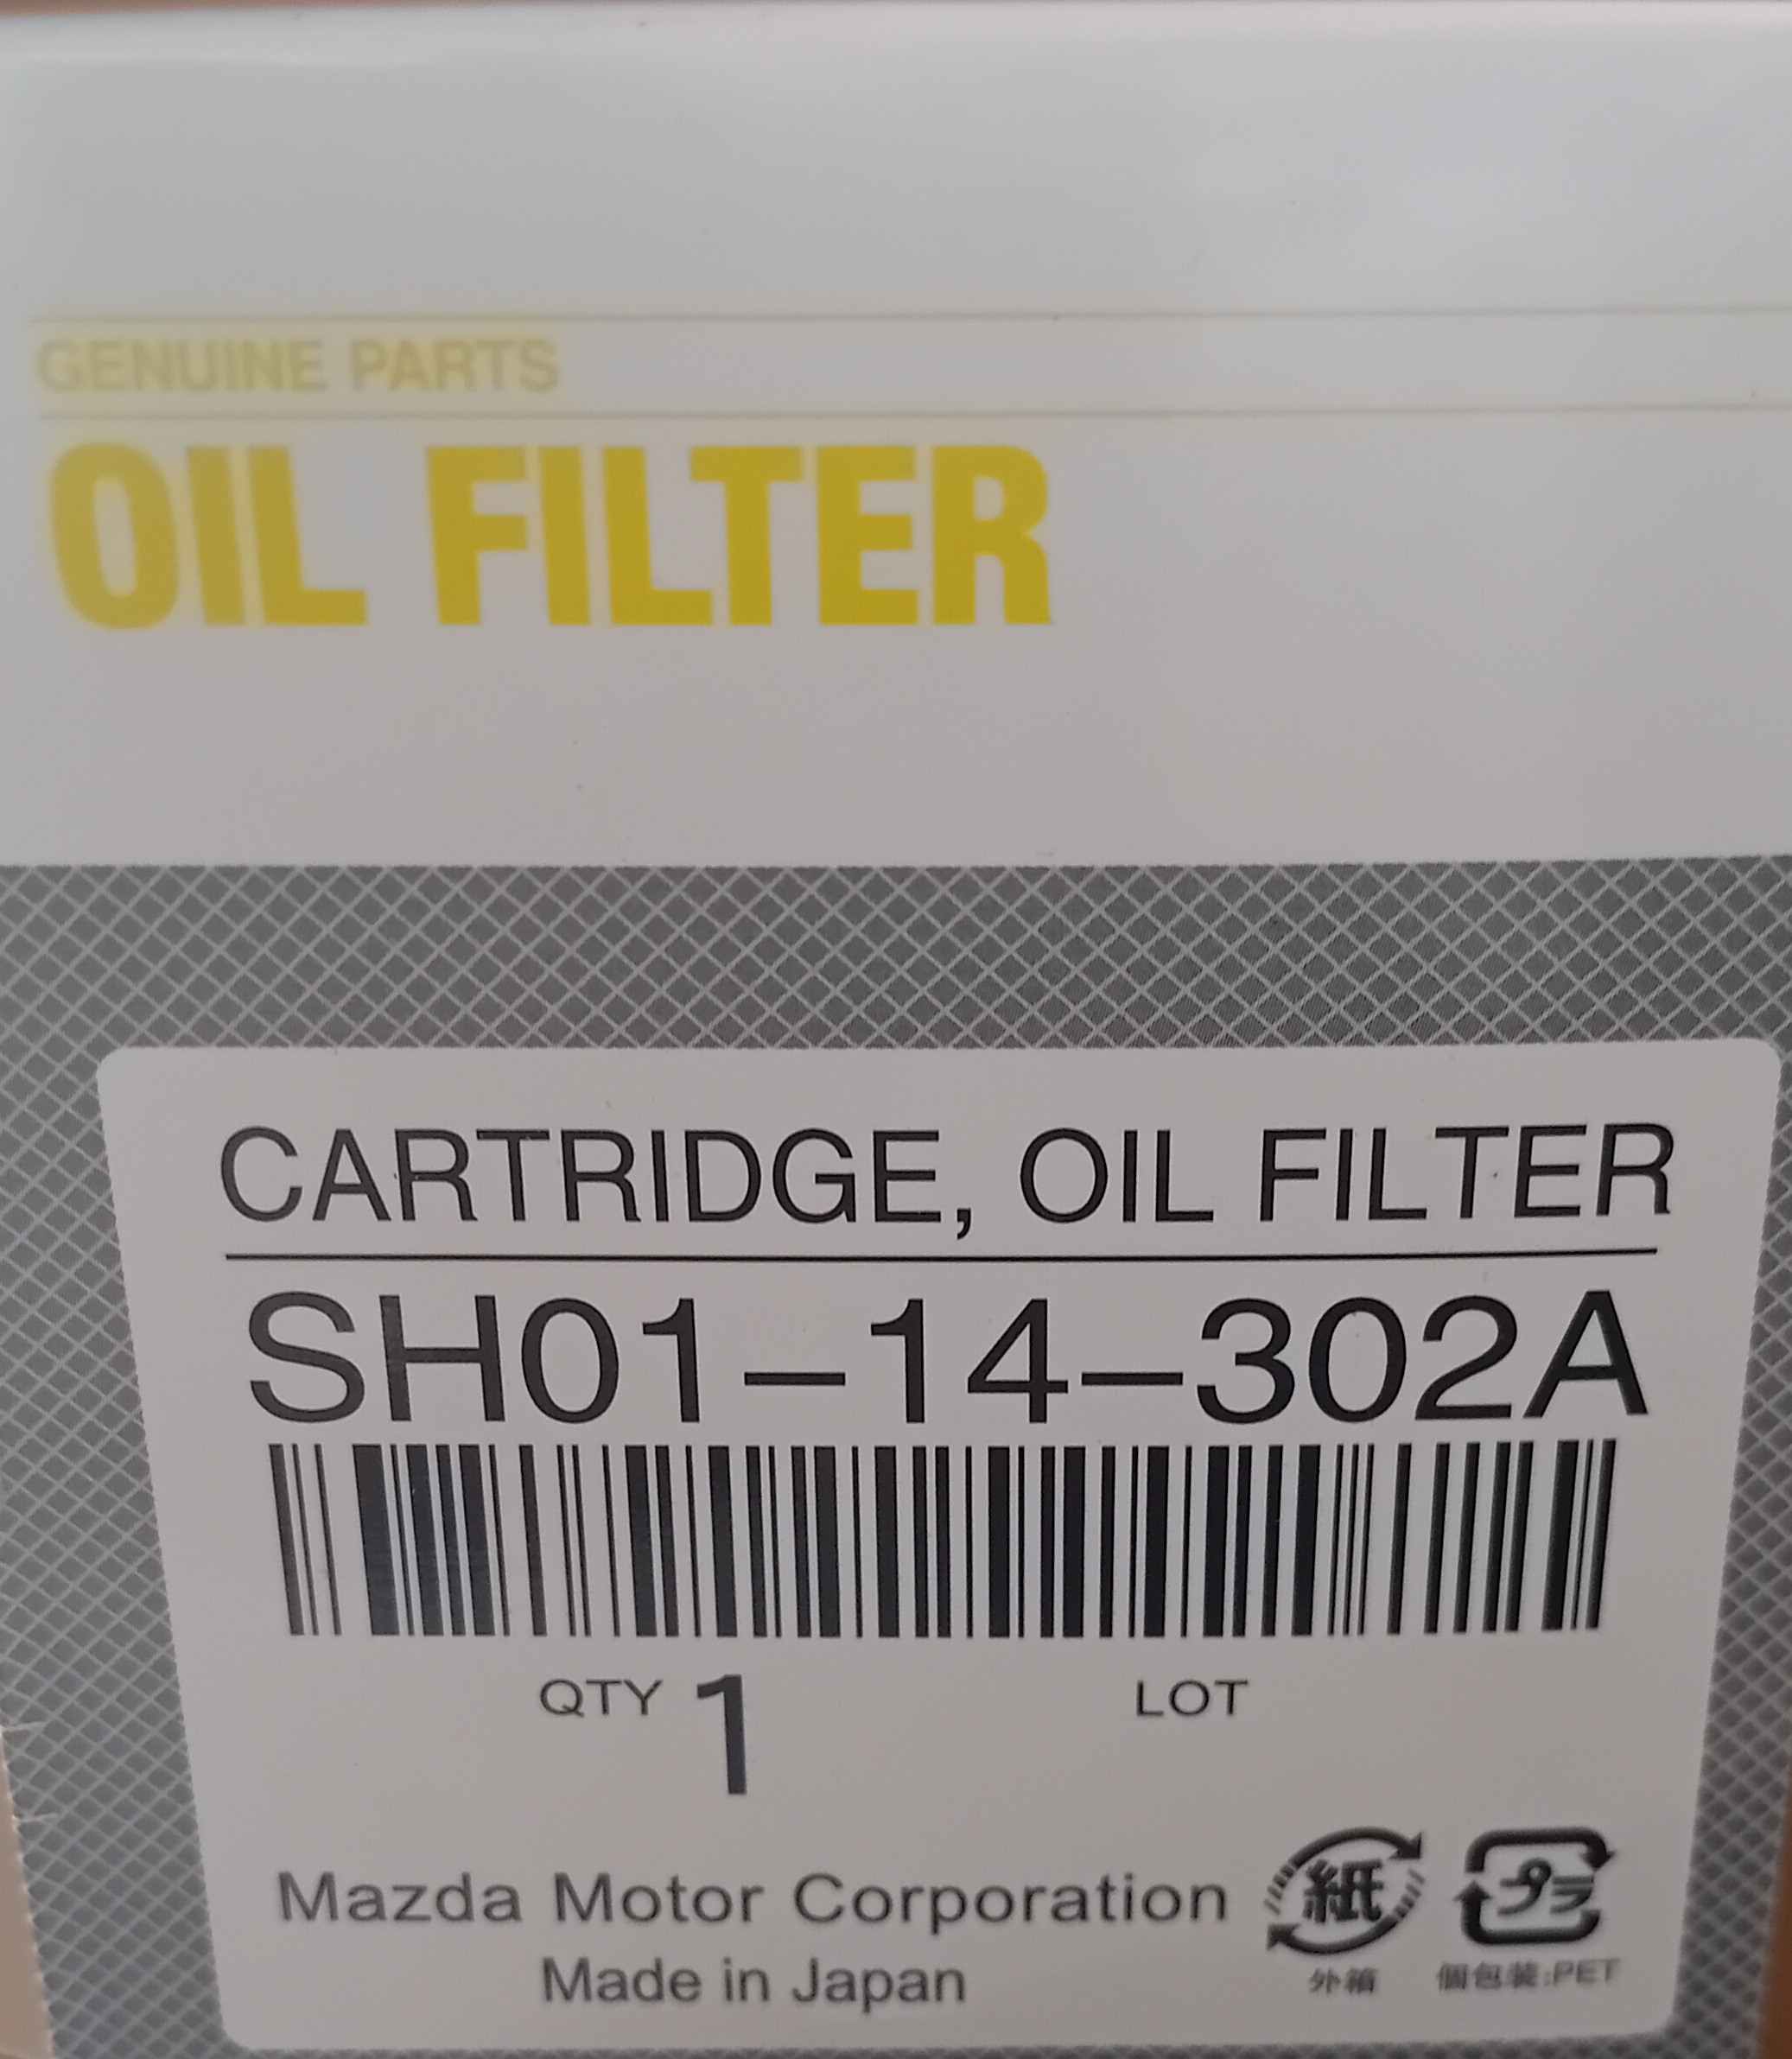 GENUINE PARTS
OIL FILTER
CARTRIDGE, OIL FILTER
SH01-14-302A
QTY 1 LOT
Mazda Motor Corporation
Made in Japan
紙 プラ
外箱 個包装:PET